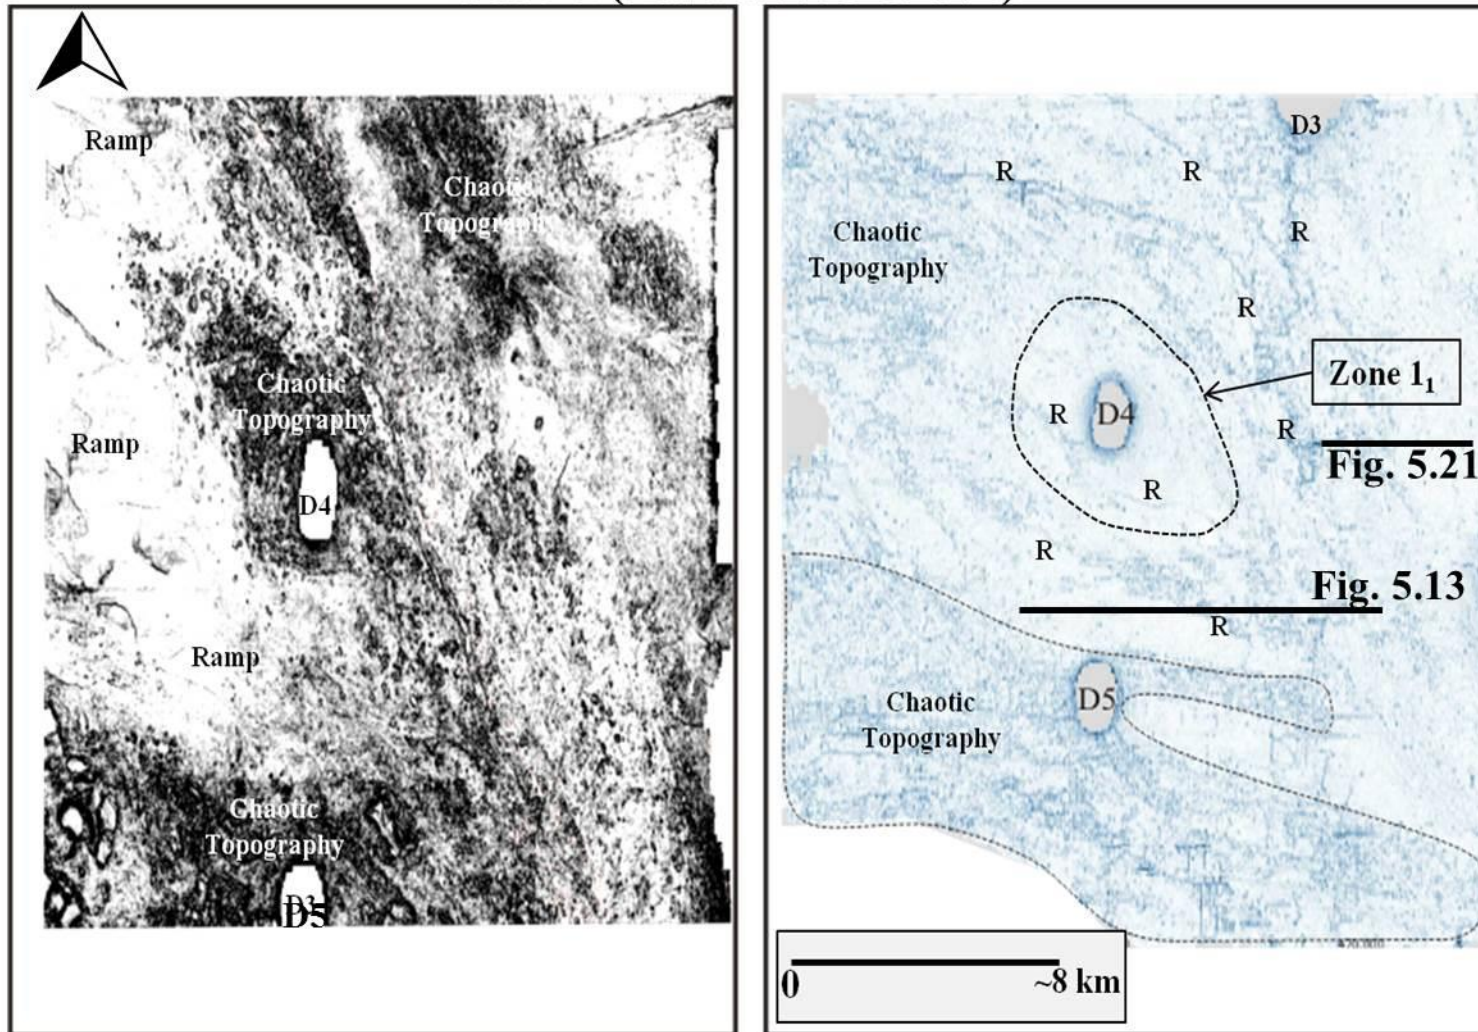 Ramp
Chaotic
Topography
Chaotic
Topography
Ramp
D4
Ramp
Chaotic
Topography
D5
D3
R
R
R
Chaotic
Topography
R
Zone 1₁
R
D4
R
Fig. 5.21
R
R
Fig. 5.13
R
D5
Chaotic
Topography
0
~8 km